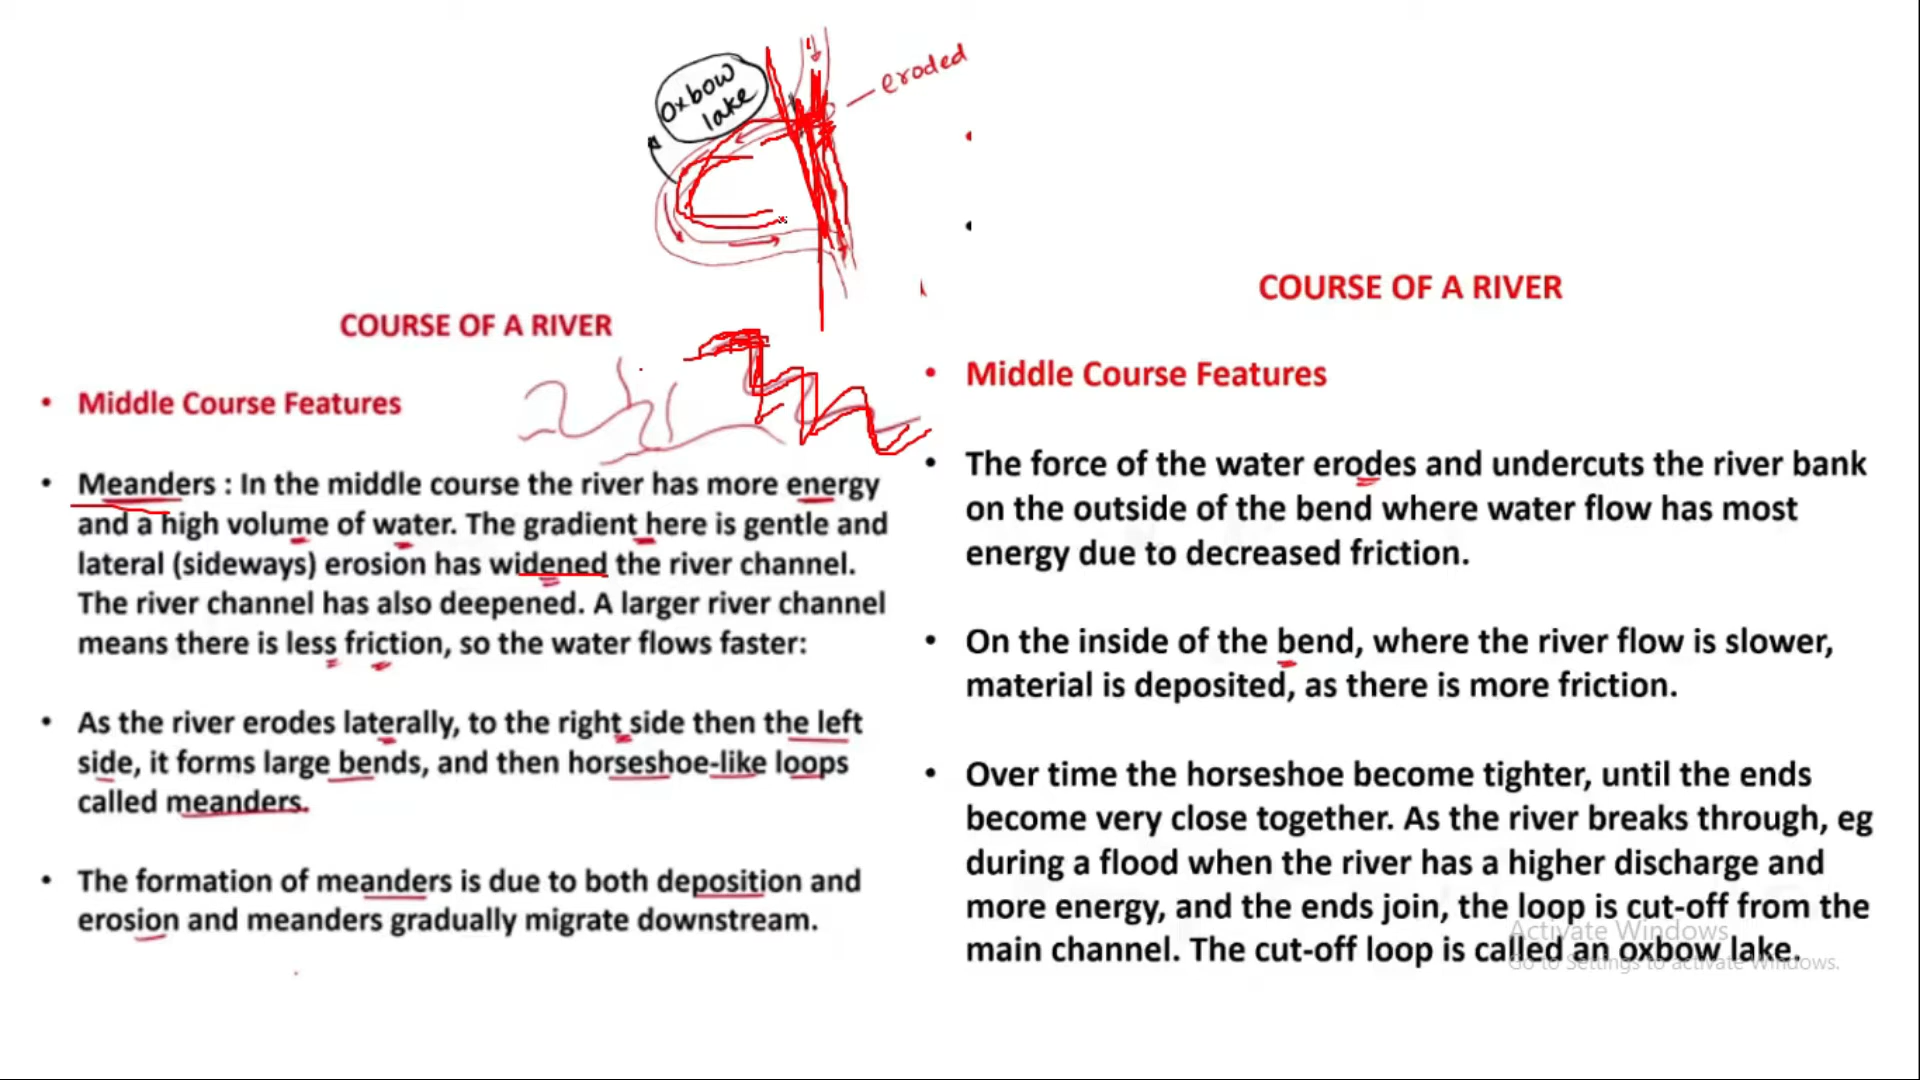 Oxbow
lake
eroded
COURSE OF A RIVER
• Middle Course Features
• Meanders : In the middle course the river has more energy
and a high volume of water. The gradient here is gentle and
lateral (sideways) erosion has widened the river channel.
The river channel has also deepened. A larger river channel
means there is less friction, so the water flows faster:
• As the river erodes laterally, to the right side then the left
side, it forms large bends, and then horseshoe-like loops
called meanders.
• The formation of meanders is due to both deposition and
erosion and meanders gradually migrate downstream.
COURSE OF A RIVER
• Middle Course Features
• The force of the water erodes and undercuts the river bank
on the outside of the bend where water flow has most
energy due to decreased friction.
• On the inside of the bend, where the river flow is slower,
material is deposited, as there is more friction.
• Over time the horseshoe become tighter, until the ends
become very close together. As the river breaks through, eg
during a flood when the river has a higher discharge and
more energy, and the ends join, the loop is cut-off from the
main channel. The cut-off loop is called an oxbow lake.
Activate Windows
Go to Settings to activate Windows.